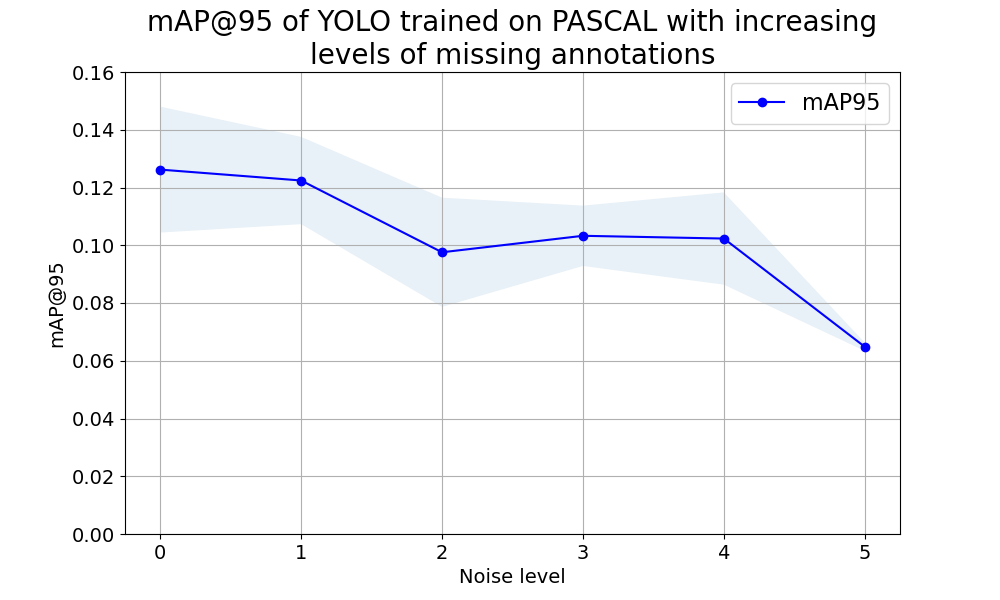 mAP@95 of YOLO trained on PASCAL with increasing
levels of missing annotations
mAP95
0.16
0.14
0.12
0.10
0.08
0.06
0.04
0.02
0.00
mAP@95
0 1 2 3 4 5
Noise level